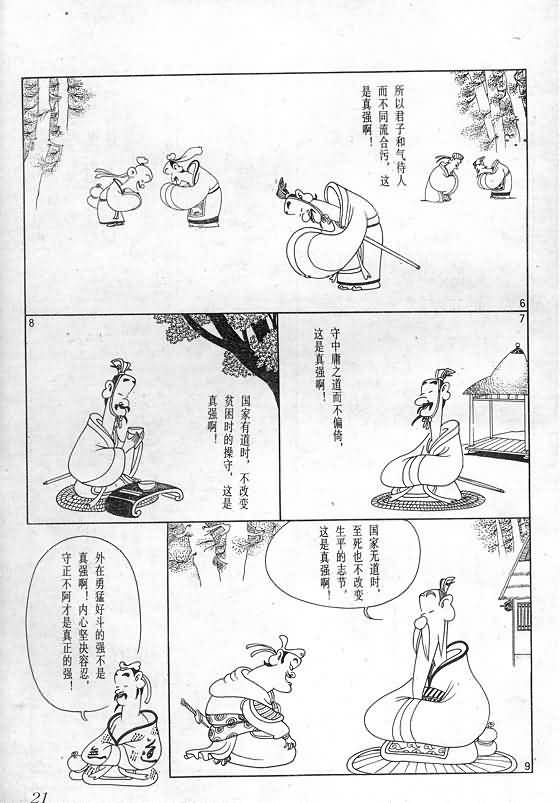 所以君子和气待人
而不同流合污，这
是真强啊！
6
7
守中庸之道而不偏倚，
这是真强啊！
8
国家有道时，不改变
贫困时的操守，这是
真强啊！
国家无道时，
至死也不改变
生平的志节，
这是真强啊！
9
外在勇猛好斗的强不是
真强啊！内心坚决容忍，
守正不阿才是真正的强！
無
道
21